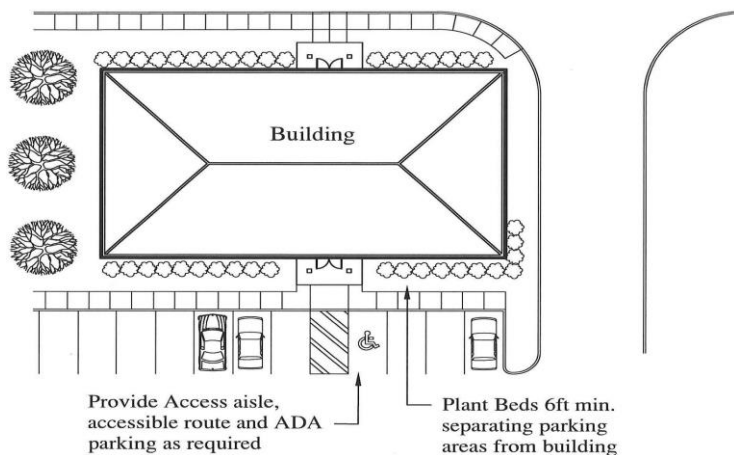 Building
Provide Access aisle,
accessible route and ADA
parking as required
Plant Beds 6ft min.
separating parking
areas from building